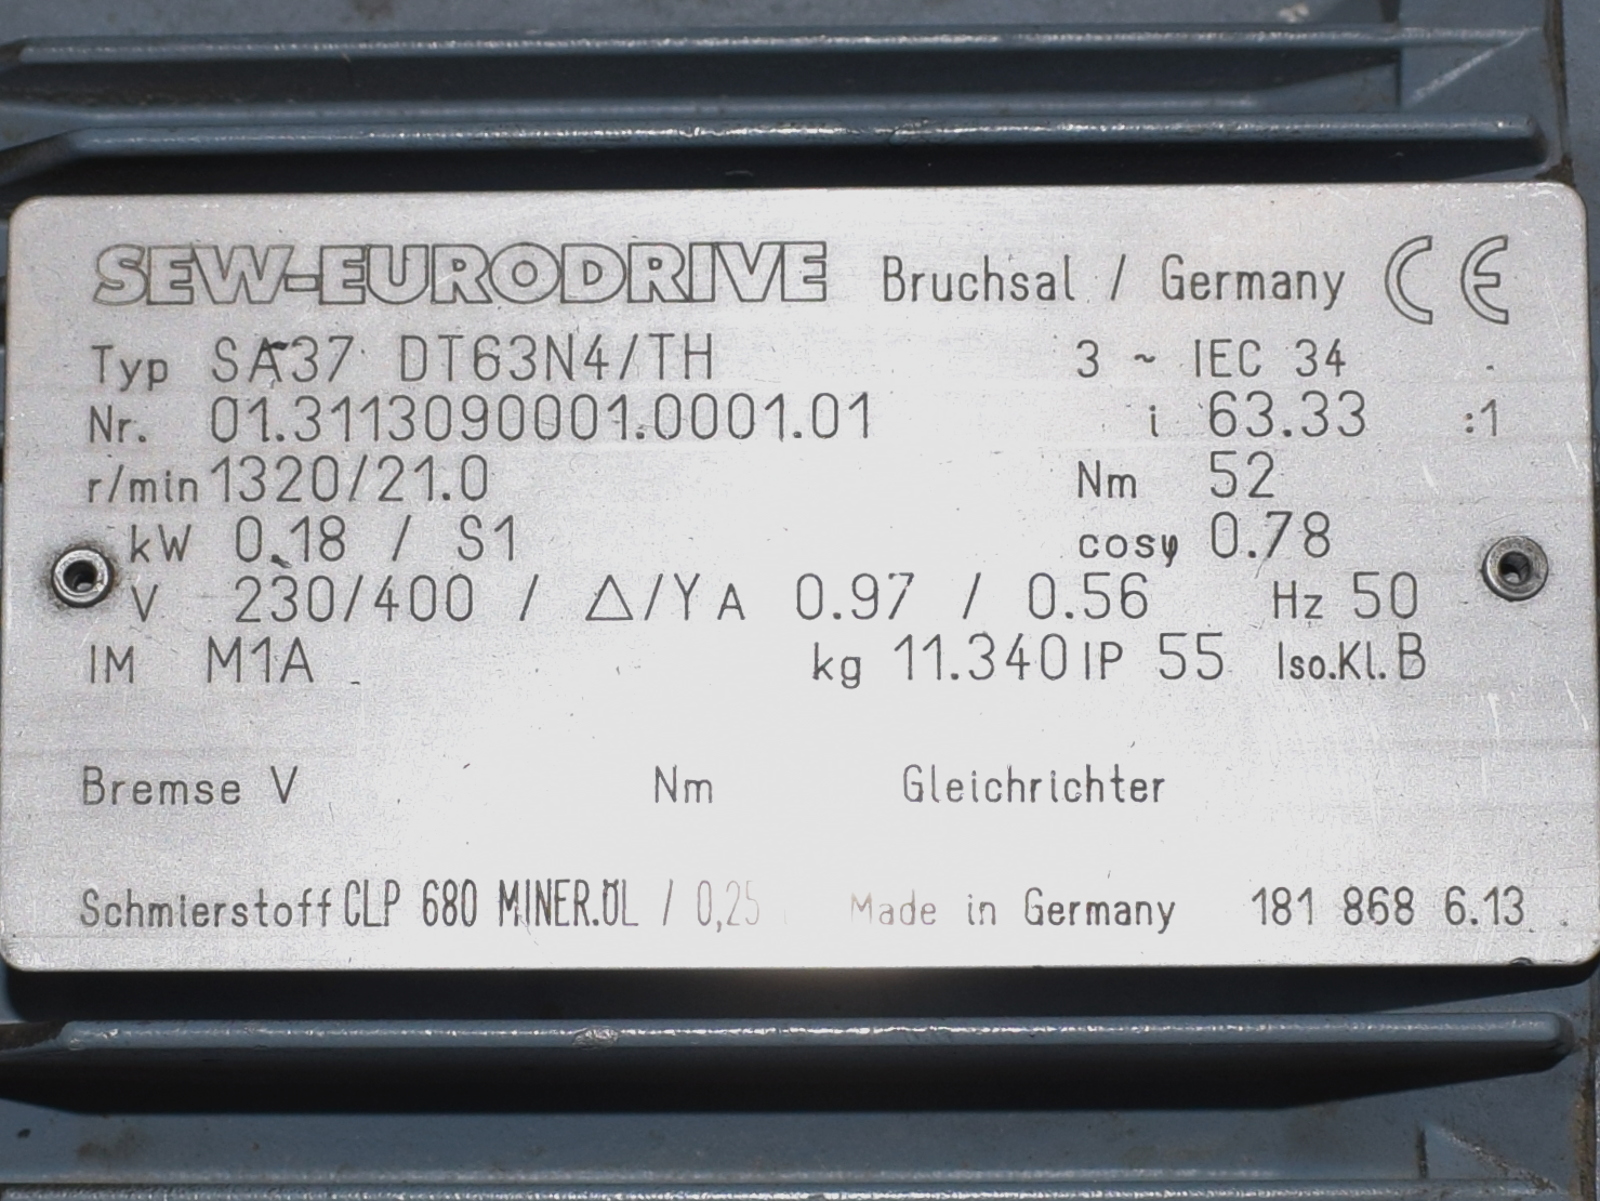 SEW-EURODRIVE Bruchsal / Germany CE
Typ SA37 DT63N4/TH 3 ~ IEC 34
Nr. 01.3113090001.0001.01 i 63.33 :1
r/min 1320/21.0 Nm 52
kW 0.18 / S1 cosφ 0.78
V 230/400 / Δ/Y A 0.97 / 0.56 Hz 50
IM M1A kg 11.340 IP 55 Iso.Kl. B
Bremse V Nm Gleichrichter
Schmierstoff CLP 680 MINER.ÖL / 0,25 Made in Germany 181 868 6.13